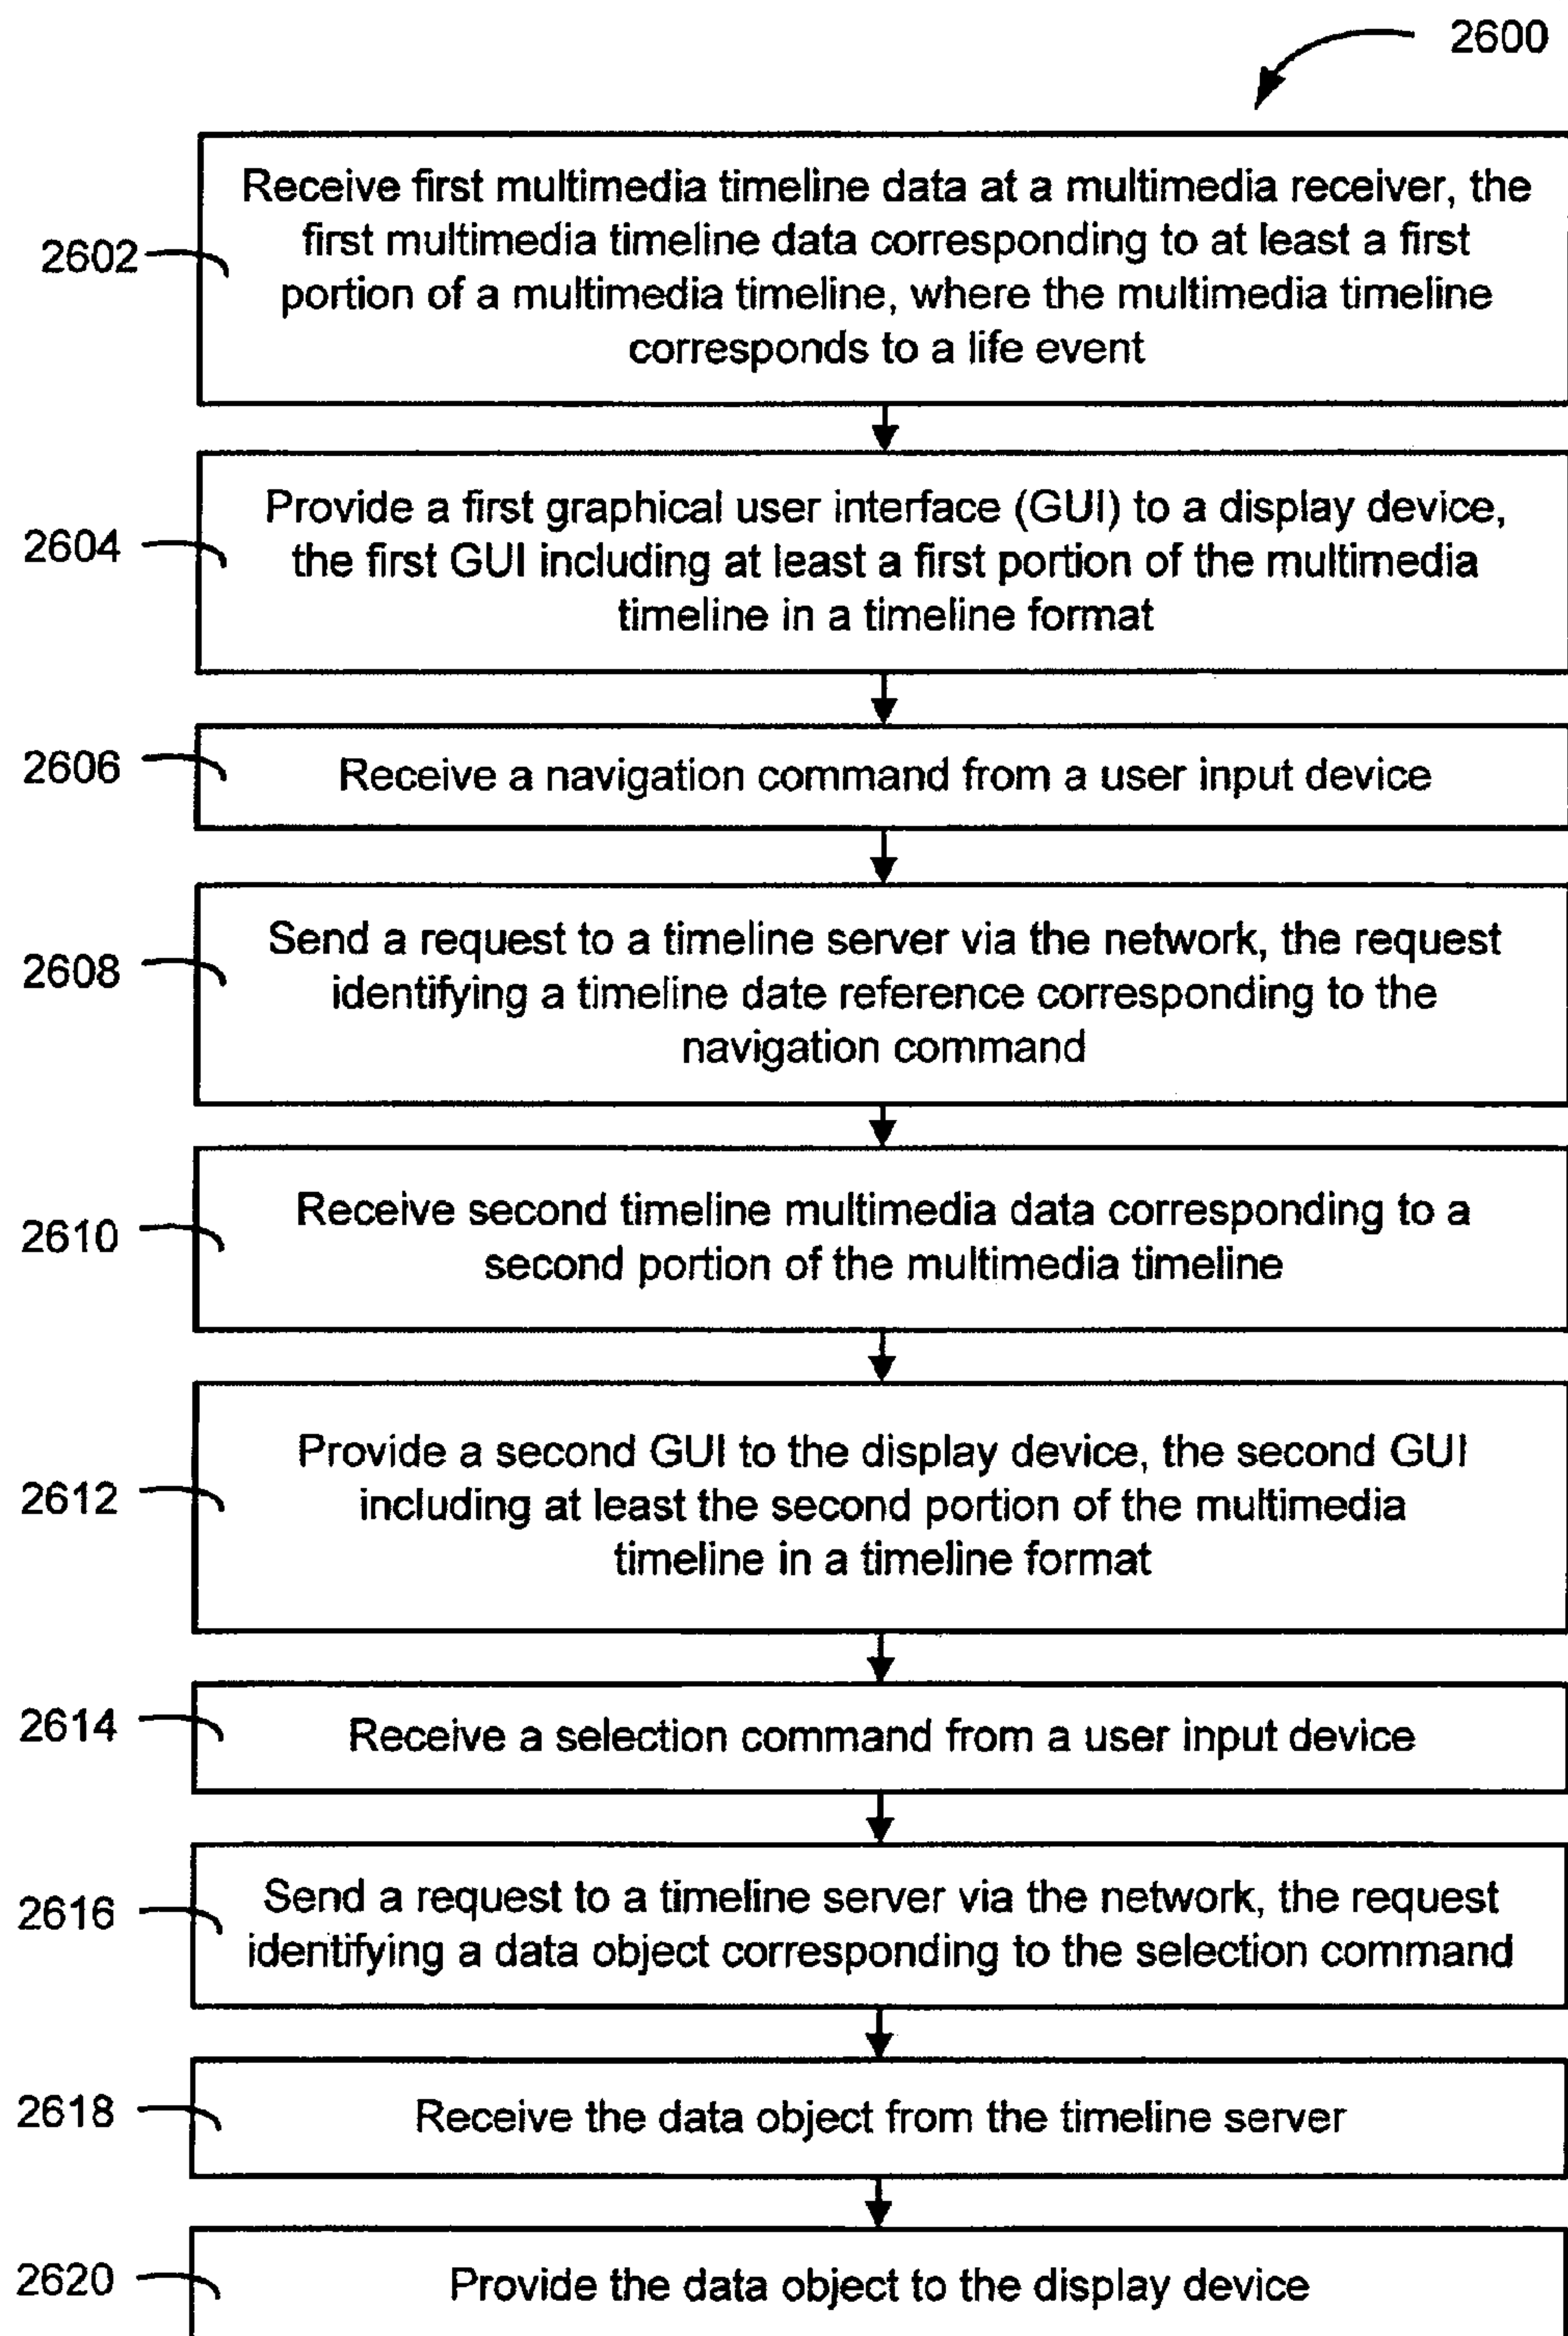 2600
2602
Receive first multimedia timeline data at a multimedia receiver, the
first multimedia timeline data corresponding to at least a first
portion of a multimedia timeline, where the multimedia timeline
corresponds to a life event
2604
Provide a first graphical user interface (GUI) to a display device,
the first GUI including at least a first portion of the multimedia
timeline in a timeline format
2606
Receive a navigation command from a user input device
2608
Send a request to a timeline server via the network, the request
identifying a timeline date reference corresponding to the
navigation command
2610
Receive second timeline multimedia data corresponding to a
second portion of the multimedia timeline
2612
Provide a second GUI to the display device, the second GUI
including at least the second portion of the multimedia
timeline in a timeline format
2614
Receive a selection command from a user input device
2616
Send a request to a timeline server via the network, the request
identifying a data object corresponding to the selection command
2618
Receive the data object from the timeline server
2620
Provide the data object to the display device